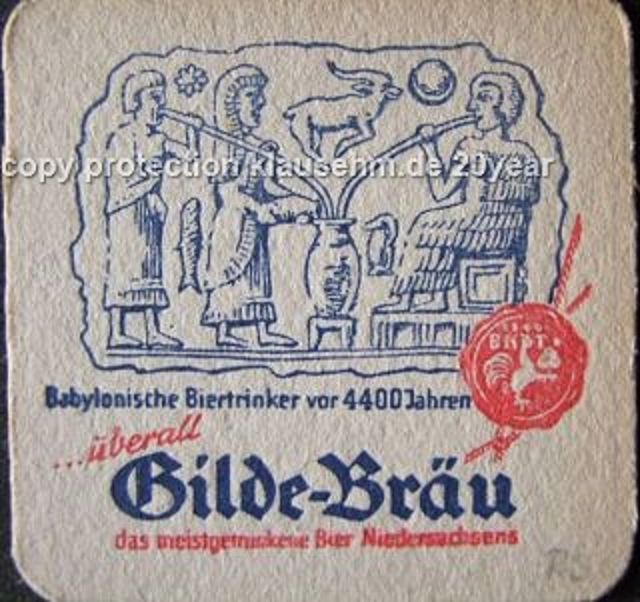 copy protection klausehm.de 20year
Babylonische Biertrinker vor 4400 Jahren
...überall
Gilde-Bräu
das meistgetrunkene Bier Niedersachsens